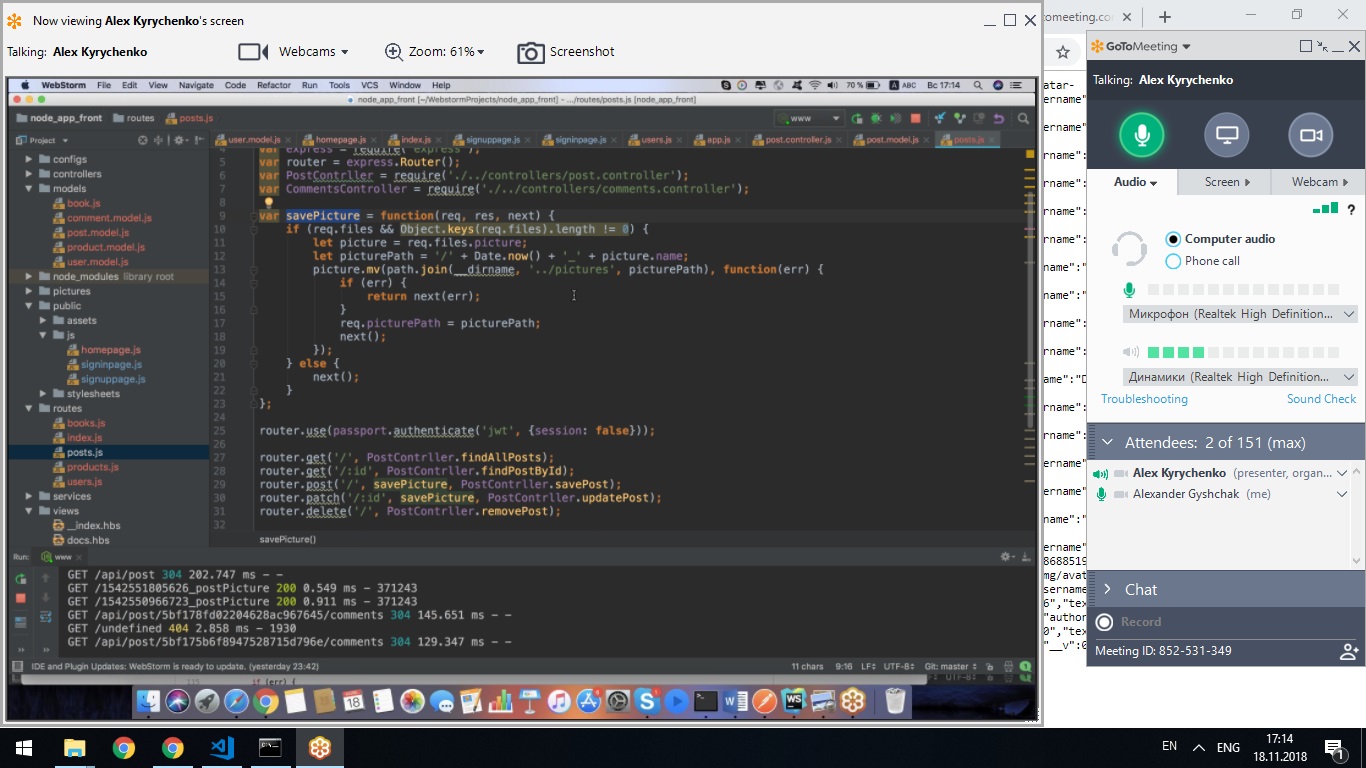 Now viewing Alex Kyrychenko's screen
Talking: Alex Kyrychenko
Webcams
Zoom: 61%
Screenshot
WebStorm File Edit View Navigate Code Refactor Run Tools VCS Window Help
70 % ABC Вс 17:14
node_app_front [~/WebstormProjects/node_app_front] - .../routes/posts.js [node_app_front]
node_app_front routes posts.js
www
Project
user.model.js homepage.js index.js signuppage.js signinpage.js users.js app.js post.controller.js post.model.js posts.js
configs
controllers
models
book.js
comment.model.js
post.model.js
product.model.js
user.model.js
node_modules library root
pictures
public
assets
js
homepage.js
signinpage.js
signuppage.js
stylesheets
routes
books.js
index.js
posts.js
products.js
users.js
services
views
__index.hbs
docs.hbs
4 var express = require('express');
5 var router = express.Router();
6 var PostContrller = require('./../controllers/post.controller');
7 var CommentsController = require('./../controllers/comments.controller');
8
9 var savePicture = function(req, res, next) {
10 if (req.files && Object.keys(req.files).length != 0) {
11 let picture = req.files.picture;
12 let picturePath = '/' + Date.now() + '_' + picture.name;
13 picture.mv(path.join(__dirname, '../pictures', picturePath), function(err) {
14 if (err) {
15 return next(err);
16 }
17 req.picturePath = picturePath;
18 next();
19 });
20 } else {
21 next();
22 }
23 };
24
25 router.use(passport.authenticate('jwt', {session: false}));
26
27 router.get('/', PostContrller.findAllPosts);
28 router.get('/:id', PostContrller.findPostById);
29 router.post('/', savePicture, PostContrller.savePost);
30 router.patch('/:id', savePicture, PostContrller.updatePost);
31 router.delete('/', PostContrller.removePost);
32
savePicture()
Run: www
GET /api/post 304 202.747 ms - -
GET /1542551805626_postPicture 200 0.549 ms - 371243
GET /1542550966723_postPicture 200 0.911 ms - 371243
GET /api/post/5bf178fd02204628ac967645/comments 304 145.651 ms - -
GET /undefined 404 2.858 ms - 1930
GET /api/post/5bf175b6f8947528715d796e/comments 304 129.347 ms - -
IDE and Plugin Updates: WebStorm is ready to update. (yesterday 23:42)
11 chars 9:16 LF UTF-8 Git: master
115 if (err) {
18
WS
omeeting.co
GoToMeeting
Talking: Alex Kyrychenko
Audio
Screen
Webcam
?
Computer audio
Phone call
Микрофон (Realtek High Definition...
Динамики (Realtek High Definition...
Troubleshooting
Sound Check
Attendees: 2 of 151 (max)
Alex Kyrychenko (presenter, organ...
Alexander Gyshchak (me)
Chat
Record
Meeting ID: 852-531-349
EN
ENG
17:14
18.11.2018
1